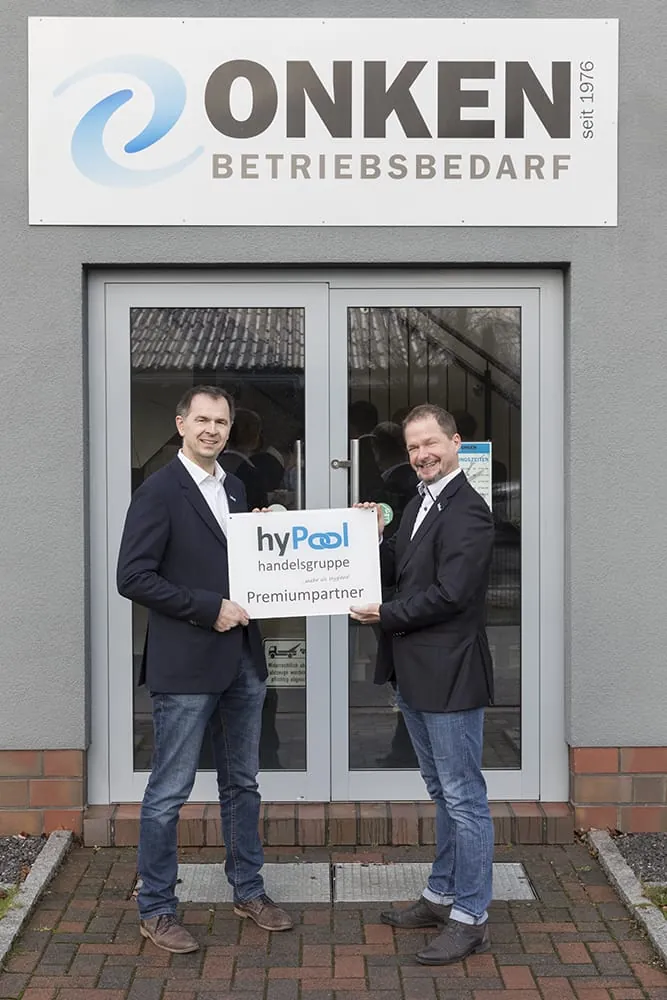 ONKEN
seit 1976
BETRIEBSBEDARF
hyPool
handelsgruppe
...mehr als Hygiene!
Premiumpartner